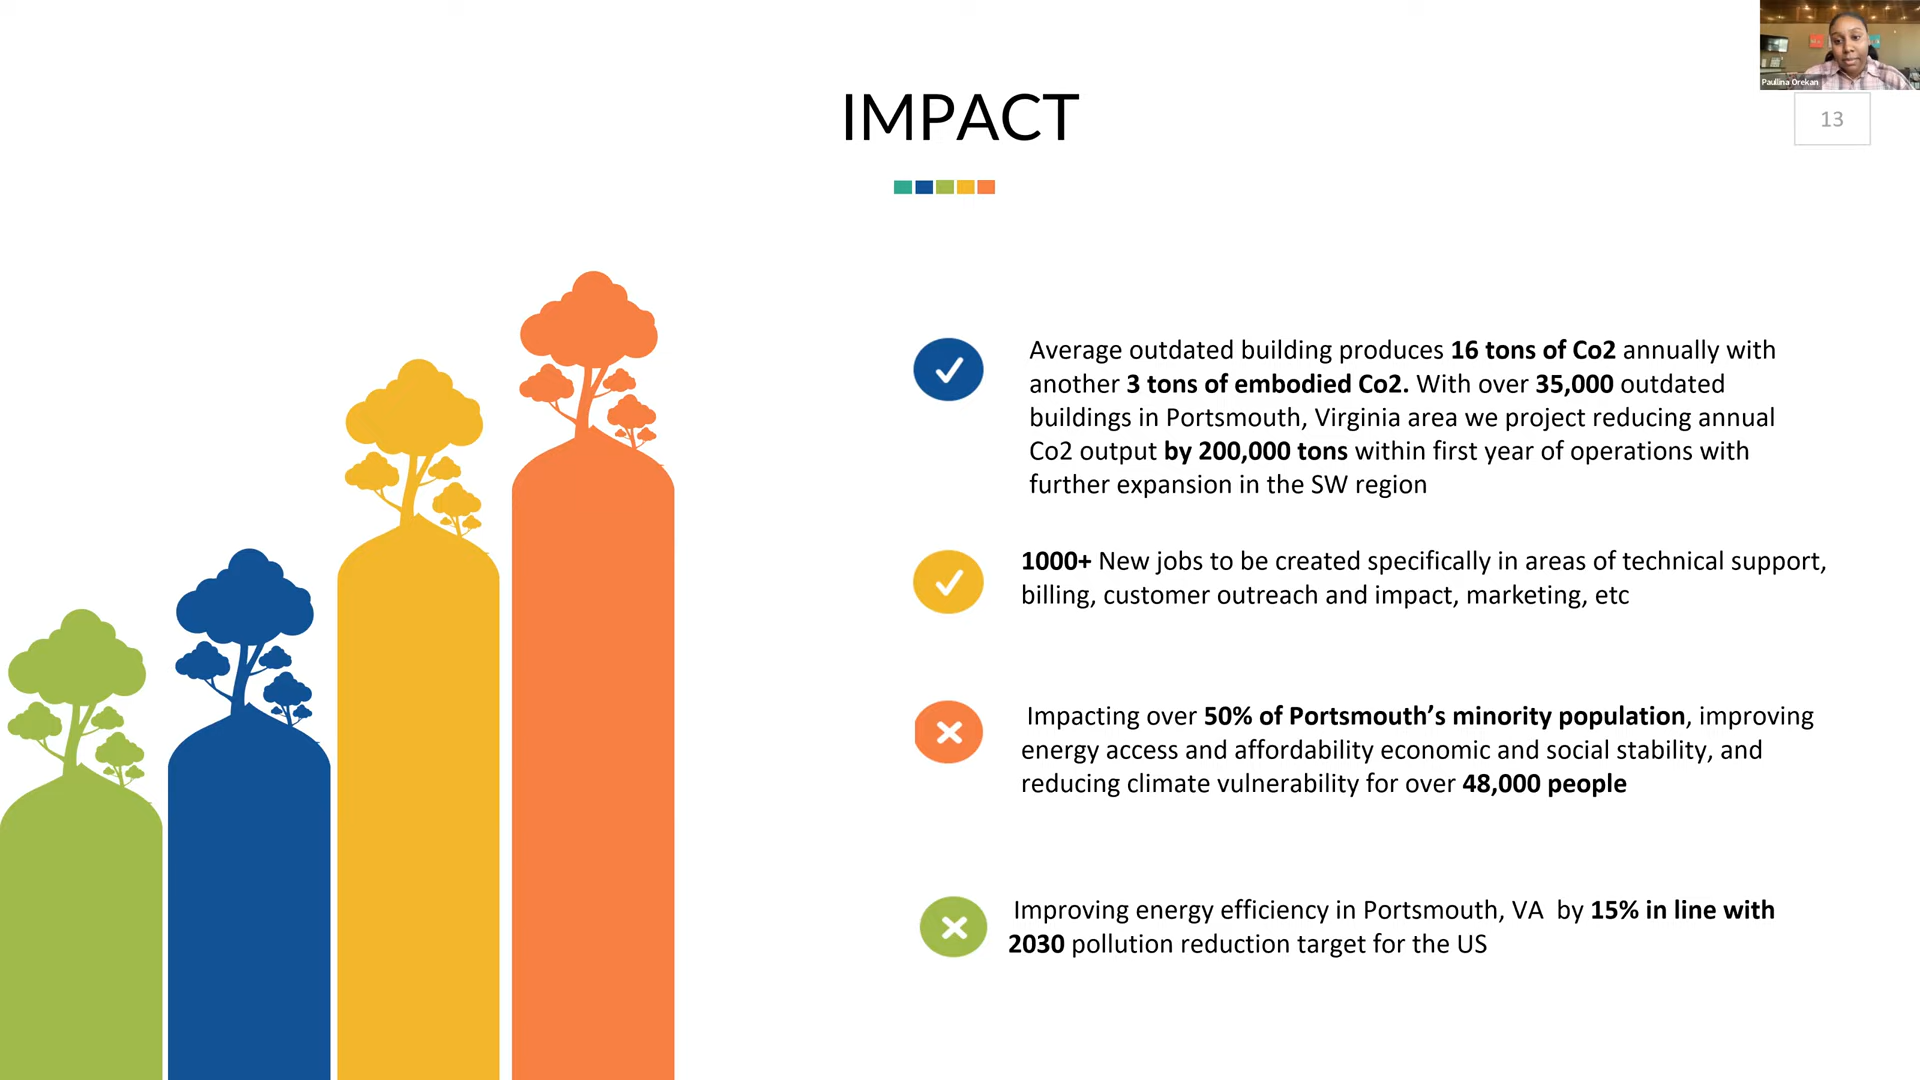 Paulina Orekan
IMPACT
13
Average outdated building produces 16 tons of Co2 annually with
another 3 tons of embodied Co2. With over 35,000 outdated
buildings in Portsmouth, Virginia area we project reducing annual
Co2 output by 200,000 tons within first year of operations with
further expansion in the SW region
1000+ New jobs to be created specifically in areas of technical support,
billing, customer outreach and impact, marketing, etc
Impacting over 50% of Portsmouth’s minority population, improving
energy access and affordability economic and social stability, and
reducing climate vulnerability for over 48,000 people
Improving energy efficiency in Portsmouth, VA  by 15% in line with
2030 pollution reduction target for the US